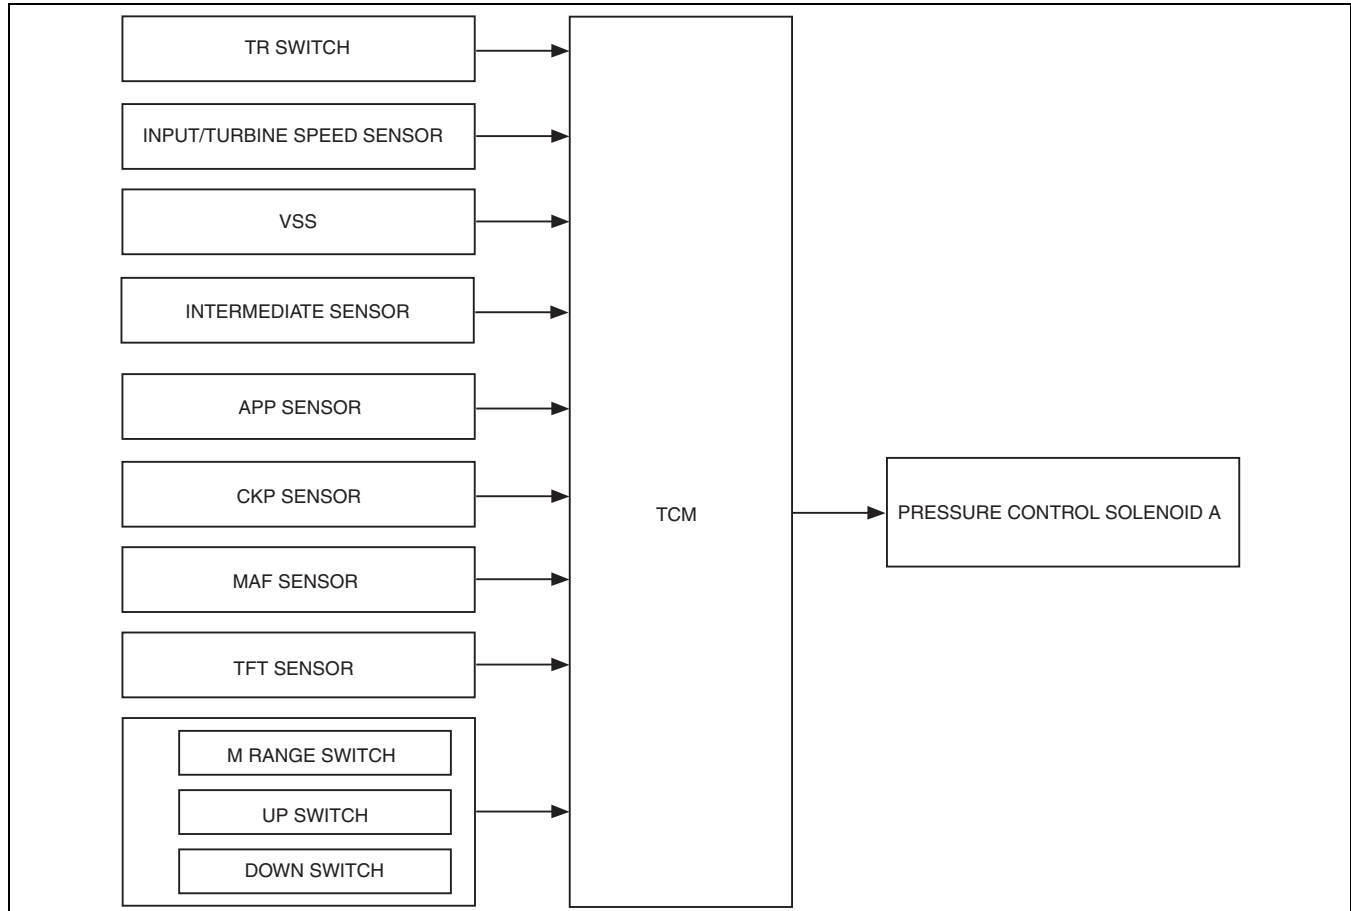 TR SWITCH
INPUT/TURBINE SPEED SENSOR
VSS
INTERMEDIATE SENSOR
APP SENSOR
CKP SENSOR
MAF SENSOR
TFT SENSOR
M RANGE SWITCH
UP SWITCH
DOWN SWITCH
TCM
PRESSURE CONTROL SOLENOID A